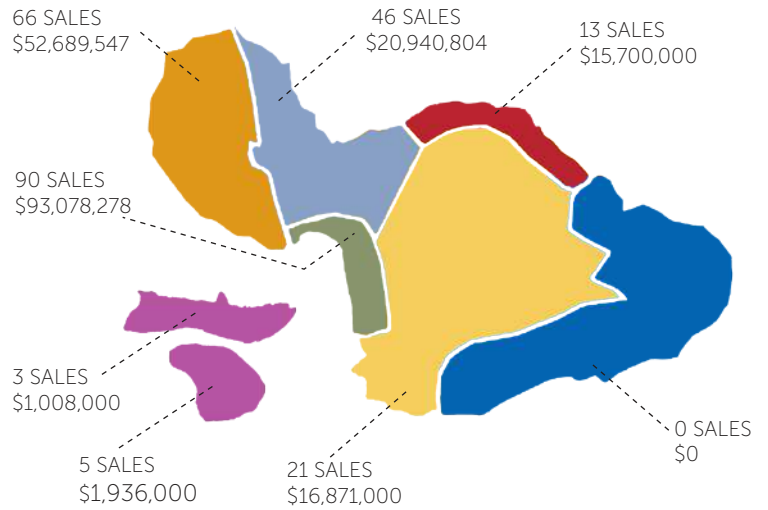 66 SALES
$52,689,547
46 SALES
$20,940,804
13 SALES
$15,700,000
90 SALES
$93,078,278
3 SALES
$1,008,000
5 SALES
$1,936,000
21 SALES
$16,871,000
0 SALES
$0